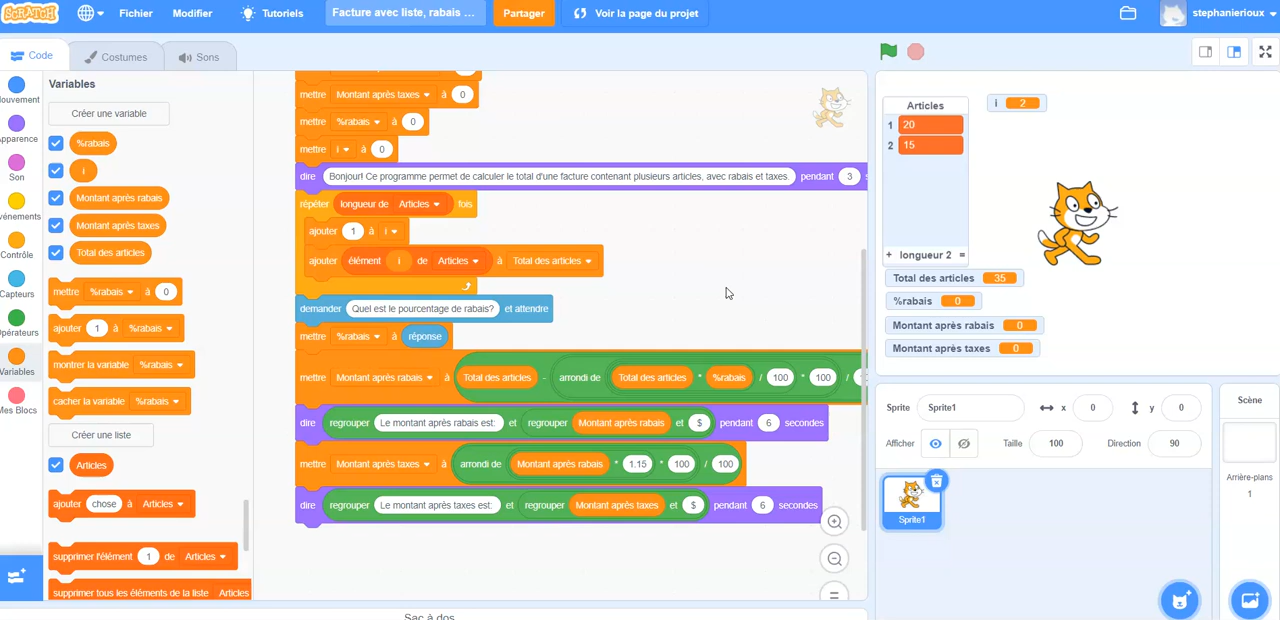 SCRATCH Fichier Modifier Tutoriels Facture avec liste, rabais ... Partager Voir la page du projet stephanierioux
Code Costumes Sons
Mouvement
Apparence
Son
Événements
Contrôle
Capteurs
Opérateurs
Variables
Mes Blocs
Variables
Créer une variable
%rabais
i
Montant après rabais
Montant après taxes
Total des articles
mettre %rabais à 0
ajouter 1 à %rabais
montrer la variable %rabais
cacher la variable %rabais
Créer une liste
Articles
ajouter chose à Articles
supprimer l'élément 1 de Articles
supprimer tous les éléments de la liste Articles
mettre Montant après taxes à 0
mettre %rabais à 0
mettre i à 0
dire Bonjour! Ce programme permet de calculer le total d'une facture contenant plusieurs articles, avec rabais et taxes. pendant 3 s
répéter longueur de Articles fois
ajouter 1 à i
ajouter élément i de Articles à Total des articles
demander Quel est le pourcentage de rabais? et attendre
mettre %rabais à réponse
mettre Montant après rabais à Total des articles - arrondi de Total des articles * %rabais / 100 * 100 /
dire regrouper Le montant après rabais est: et regrouper Montant après rabais et $ pendant 6 secondes
mettre Montant après taxes à arrondi de Montant après rabais * 1.15 * 100 / 100
dire regrouper Le montant après taxes est: et regrouper Montant après taxes et $ pendant 6 secondes
Sac à dos
Articles
1 20
2 15
+ longueur 2 =
i 2
Total des articles 35
%rabais 0
Montant après rabais 0
Montant après taxes 0
Sprite Sprite1 x 0 y 0
Afficher Taille 100 Direction 90
Sprite1
Scène
Arrière-plans
1